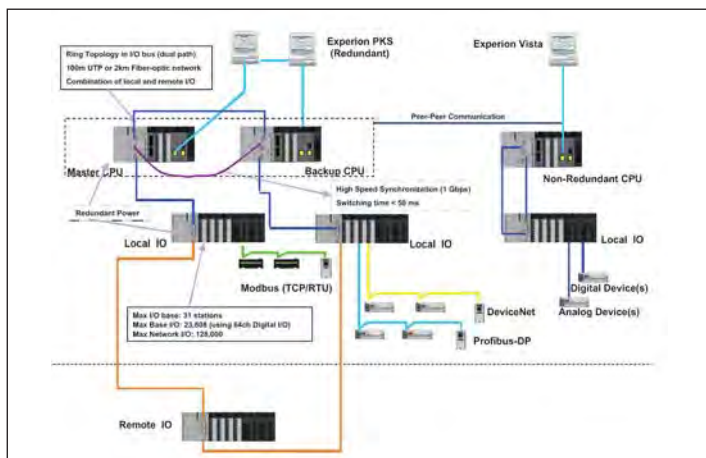 Ring Topology in I/O bus (dual path)
100m UTP or 2km Fiber-optic network
Combination of local and remote I/O
Experion PKS
(Redundant)
Experion Vista
Peer-Peer Communication
Master CPU
Backup CPU
Non-Redundant CPU
High Speed Synchronization (1 Gbps)
Switching time < 50 ms
Redundant Power
Local IO
Local IO
Local IO
Modbus (TCP/RTU)
Digital Device(s)
Analog Device(s)
DeviceNet
Profibus-DP
Max I/O base: 31 stations
Max Base I/O: 23,808 (using 64ch Digital I/O)
Max Network I/O: 128,000
Remote IO